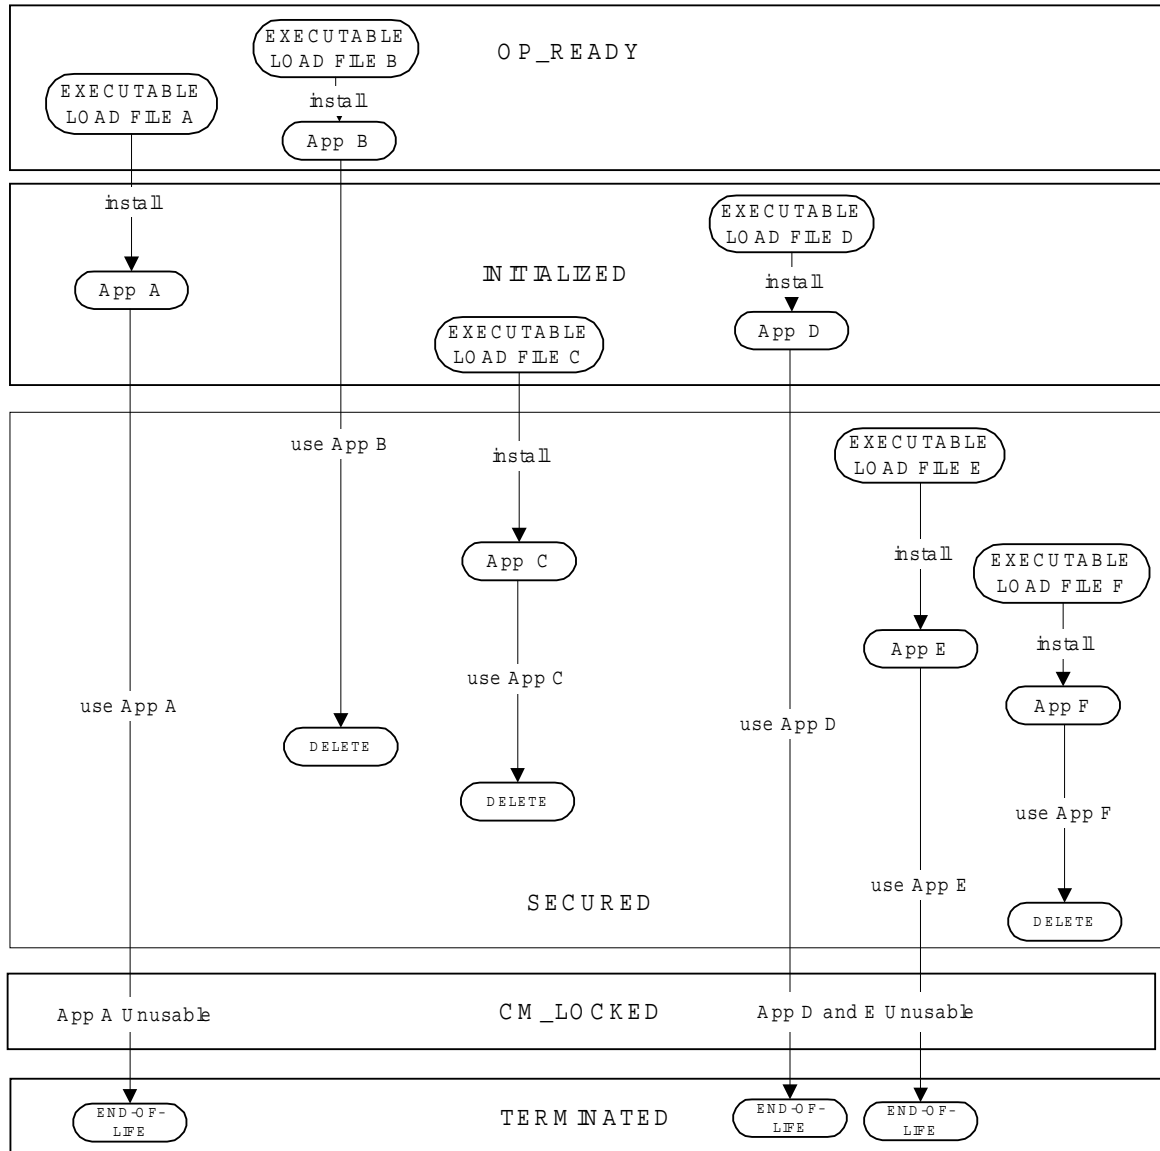 EXECUTABLE
LOAD FILE B
OP_READY
EXECUTABLE
LOAD FILE A
install
App B
install
EXECUTABLE
LOAD FILE D
INITIALIZED
install
App A
EXECUTABLE
LOAD FILE C
App D
use App B
install
EXECUTABLE
LOAD FILE E
App C
install
EXECUTABLE
LOAD FILE F
App E
install
use App C
use App A
App F
use App D
DELETE
DELETE
use App F
use App E
SECURED
DELETE
App A Unusable
CM_LOCKED
App D and E Unusable
END-OF-
LIFE
TERMINATED
END-OF-
LIFE
END-OF-
LIFE